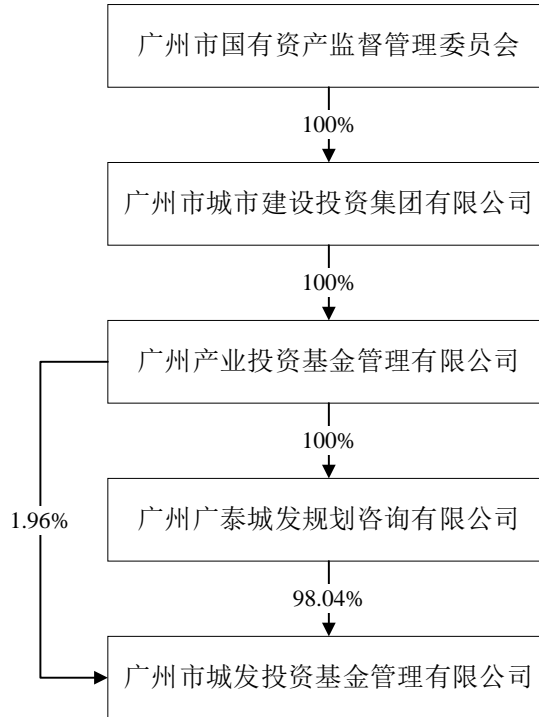 广州市国有资产监督管理委员会
100%
广州市城市建设投资集团有限公司
100%
广州产业投资基金管理有限公司
100%
广州广泰城发规划咨询有限公司
1.96%
98.04%
广州市城发投资基金管理有限公司